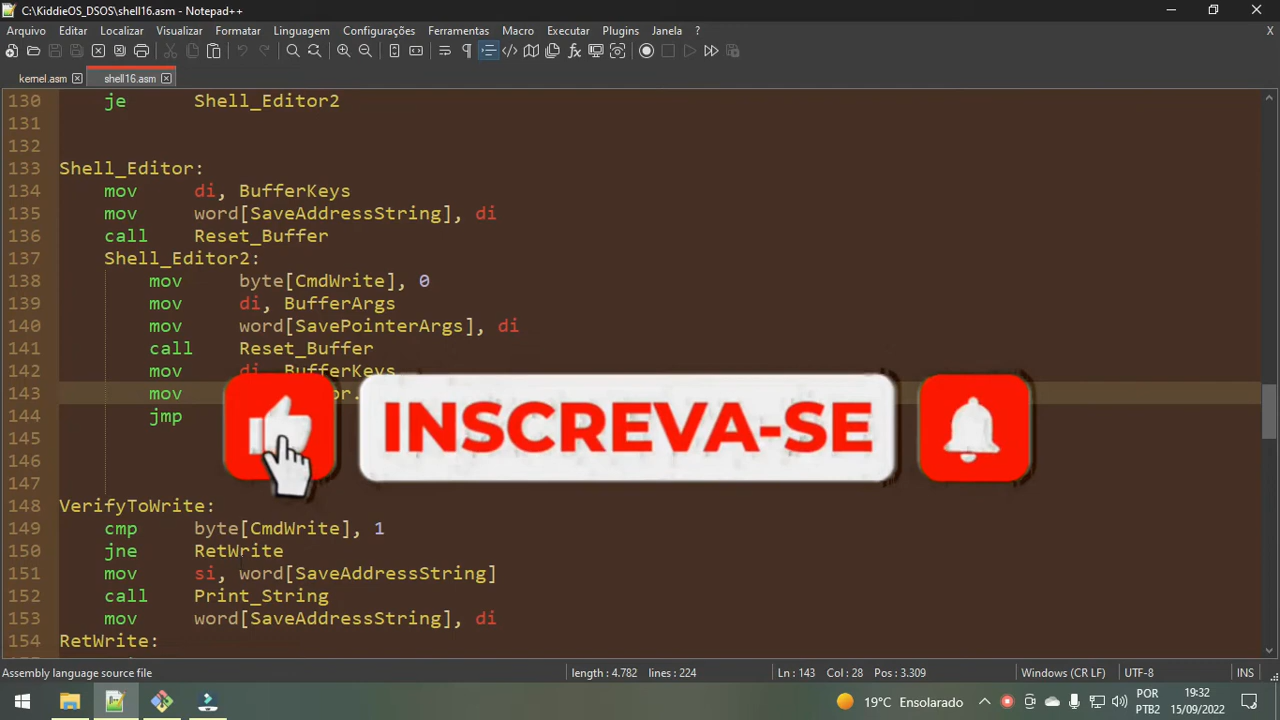 C:\KiddieOS_DSOS\shell16.asm - Notepad++
Arquivo Editar Localizar Visualizar Formatar Linguagem Configurações Ferramentas Macro Executar Plugins Janela ? X
kernel.asm shell16.asm
130 je Shell_Editor2
131
132
133 Shell_Editor:
134 mov di, BufferKeys
135 mov word[SaveAddressString], di
136 call Reset_Buffer
137 Shell_Editor2:
138 mov byte[CmdWrite], 0
139 mov di, BufferArgs
140 mov word[SavePointerArgs], di
141 call Reset_Buffer
142 mov di, BufferKeys
143 mov
144 jmp
145
146
147
INSCREVA-SE
148 VerifyToWrite:
149 cmp byte[CmdWrite], 1
150 jne RetWrite
151 mov si, word[SaveAddressString]
152 call Print_String
153 mov word[SaveAddressString], di
154 RetWrite:
Assembly language source file length : 4.782 lines : 224 Ln : 143 Col : 28 Pos : 3.309 Windows (CR LF) UTF-8 INS
19°C Ensolarado POR PTB2 19:32 15/09/2022